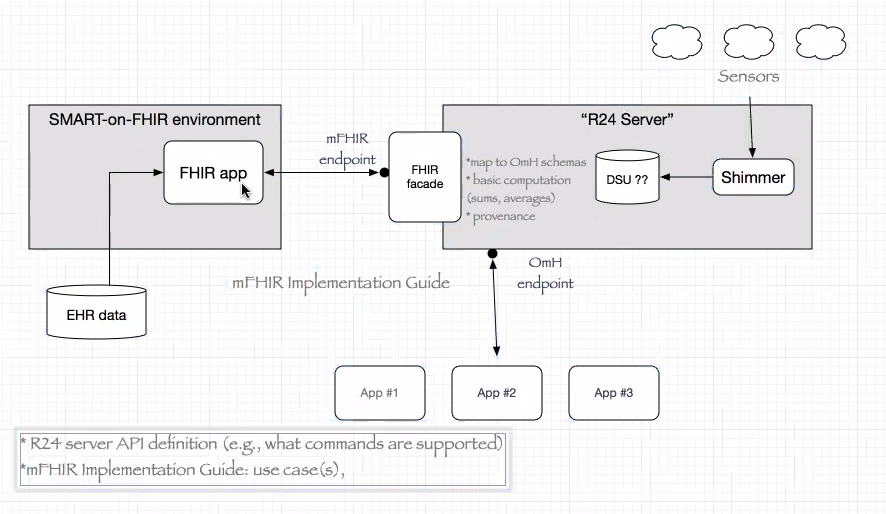 Sensors
SMART-on-FHIR environment
"R24 Server"
mFHIR
endpoint
FHIR app
FHIR
facade
*map to OmH schemas
* basic computation
(sums, averages)
* provenance
DSU ??
Shimmer
OmH
endpoint
mFHIR Implementation Guide
EHR data
App #1
App #2
App #3
* R24 server API definition (e.g., what commands are supported)
*mFHIR Implementation Guide: use case(s),